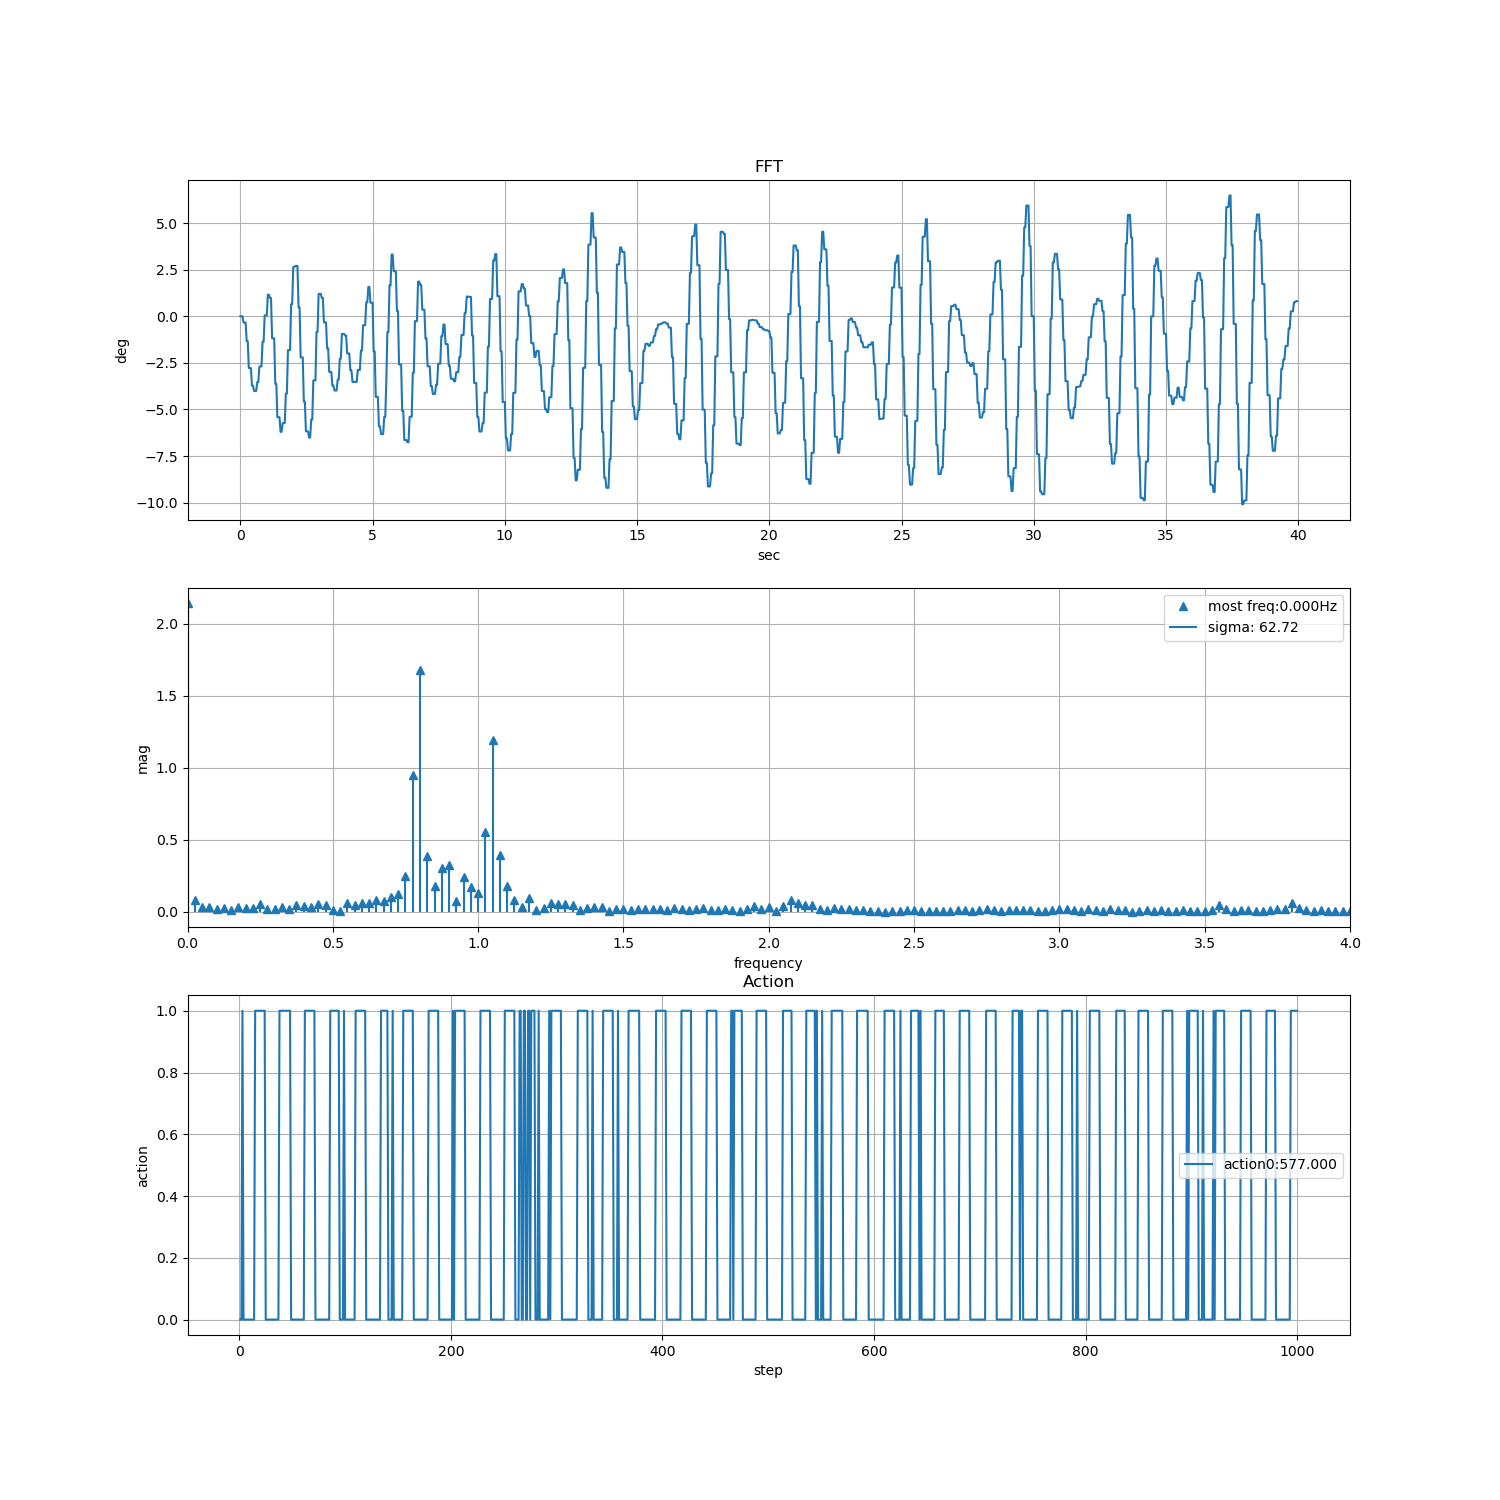 FFT
5.0
2.5
0.0
−2.5
−5.0
−7.5
−10.0
deg
0 5 10 15 20 25 30 35 40
sec
most freq:0.000Hz
sigma: 62.72
2.0
1.5
1.0
0.5
0.0
mag
0.0 0.5 1.0 1.5 2.0 2.5 3.0 3.5 4.0
frequency
Action
1.0
0.8
0.6
0.4
0.2
0.0
action
action0:577.000
0 200 400 600 800 1000
step